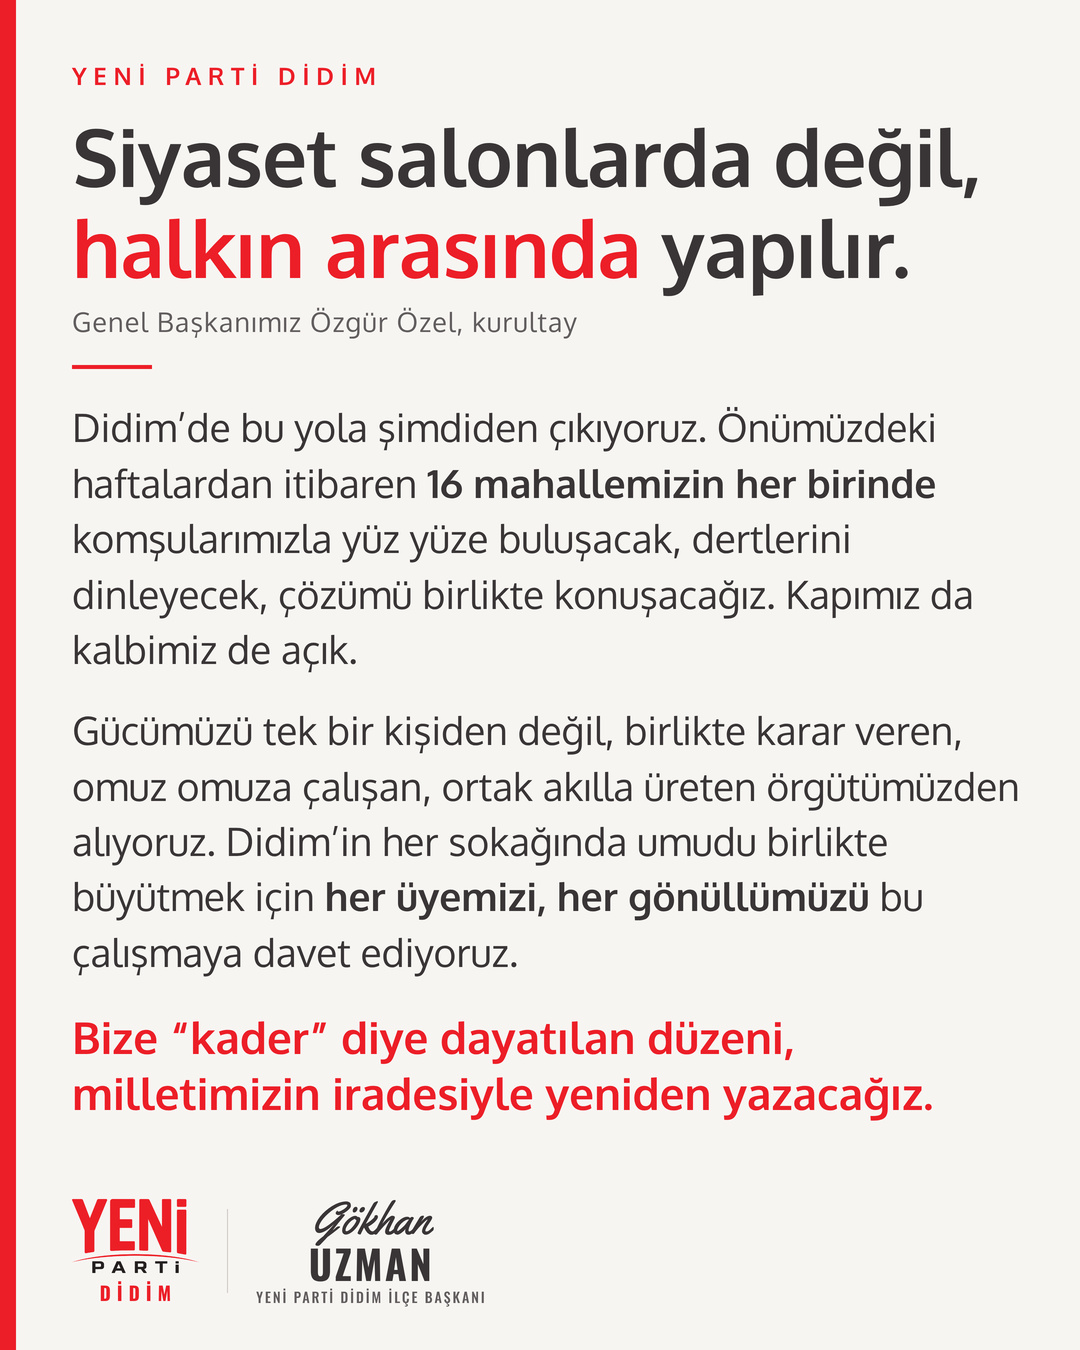 YENİ PARTİ DİDİM
Siyaset salonlarda değil,
halkın arasında yapılır.
Genel Başkanımız Özgür Özel, kurultay
Didim’de bu yola şimdiden çıkıyoruz. Önümüzdeki
haftalardan itibaren 16 mahallemizin her birinde
komşularımızla yüz yüze buluşacak, dertlerini
dinleyecek, çözümü birlikte konuşacağız. Kapımız da
kalbimiz de açık.
Gücümüzü tek bir kişiden değil, birlikte karar veren,
omuz omuza çalışan, ortak akılla üreten örgütümüzden
alıyoruz. Didim’in her sokağında umudu birlikte
büyütmek için her üyemizi, her gönüllümüzü bu
çalışmaya davet ediyoruz.
Bize “kader” diye dayatılan düzeni,
milletimizin iradesiyle yeniden yazacağız.
YENİ
PARTİ
DİDİM
Gökhan
UZMAN
YENİ PARTİ DİDİM İLÇE BAŞKANI